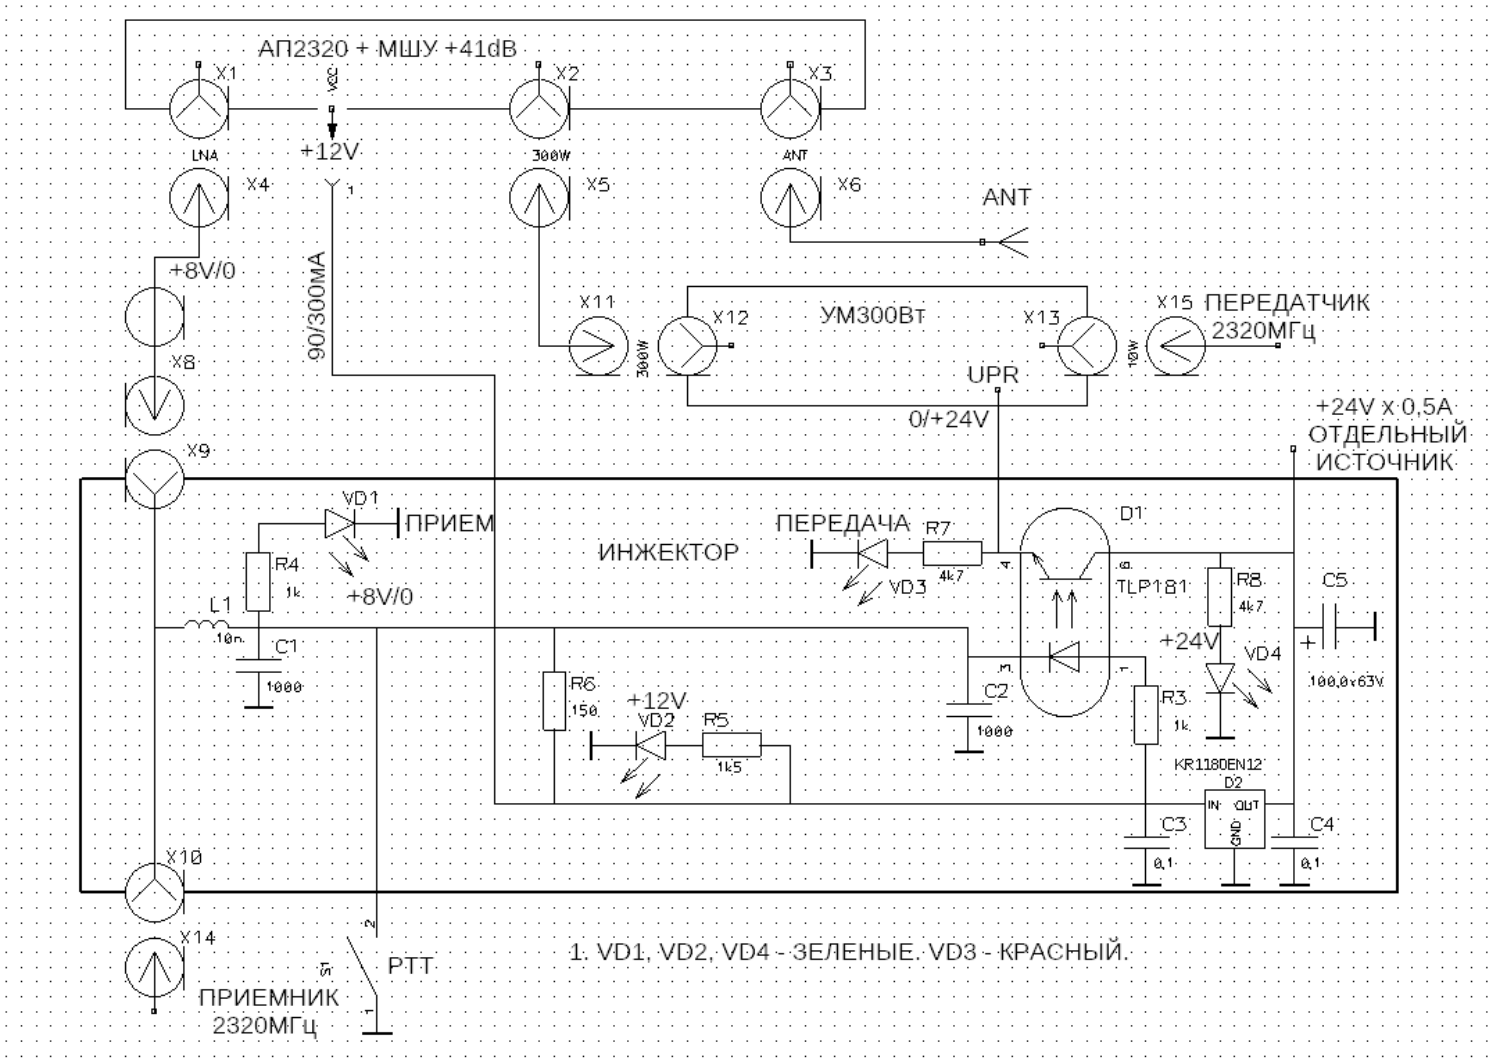 АП2320 + МШУ +41dB
X1
VCC
X2
X3
+12V
LNA
300W
ANT
X4
1
X5
X6
ANT
+8V/0
90/300мА
X11
X12
УМ300Вт
X13
X15
ПЕРЕДАТЧИК
2320МГц
300W
10W
X8
UPR
0/+24V
+24V x 0,5А
ОТДЕЛЬНЫЙ
ИСТОЧНИК
X9
VD1
ПРИЕМ
ИНЖЕКТОР
ПЕРЕДАЧА
R7
4k7
VD3
D1
4
6
TLP181
R4
1k
+8V/0
R8
4k7
C5
+
100,0x63V
L1
10n
C1
1000
+24V
VD4
3
1
R6
150
+12V
VD2
R5
1k5
C2
1000
R3
1k
KR1180EN12
D2
IN
OUT
GND
C3
0,1
C4
0,1
X10
X14
2
S1
PTT
1
ПРИЕМНИК
2320МГц
1. VD1, VD2, VD4 - ЗЕЛЕНЫЕ. VD3 - КРАСНЫЙ.